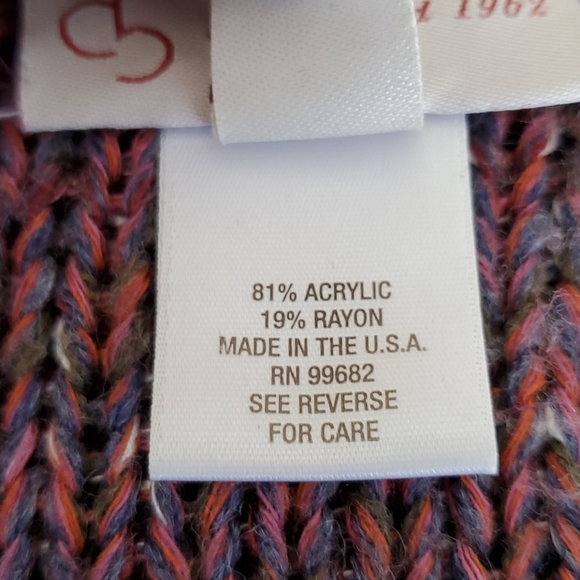 81% ACRYLIC
19% RAYON
MADE IN THE U.S.A.
RN 99682
SEE REVERSE
FOR CARE